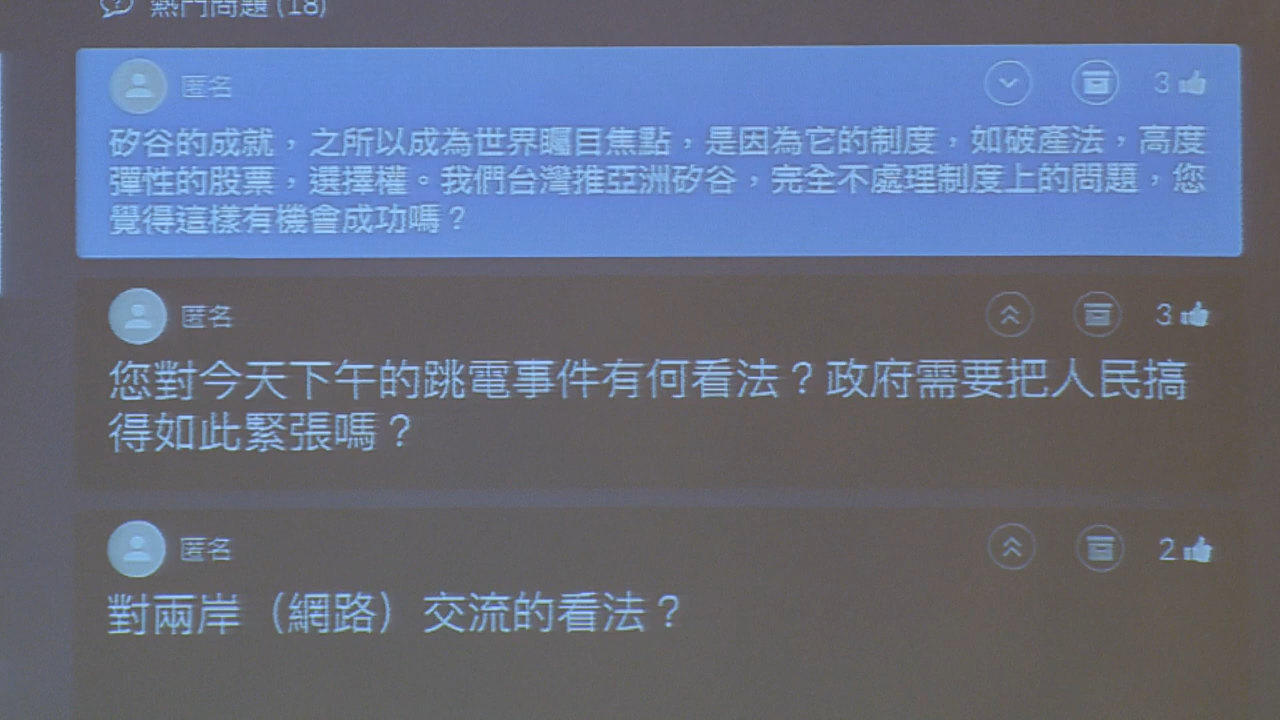 熱門問題 (18)
匿名
3
矽谷的成就，之所以成為世界矚目焦點，是因為它的制度，如破產法，高度
彈性的股票，選擇權。我們台灣推亞洲矽谷，完全不處理制度上的問題，您
覺得這樣有機會成功嗎？
匿名
3
您對今天下午的跳電事件有何看法？政府需要把人民搞
得如此緊張嗎？
匿名
2
對兩岸（網路）交流的看法？